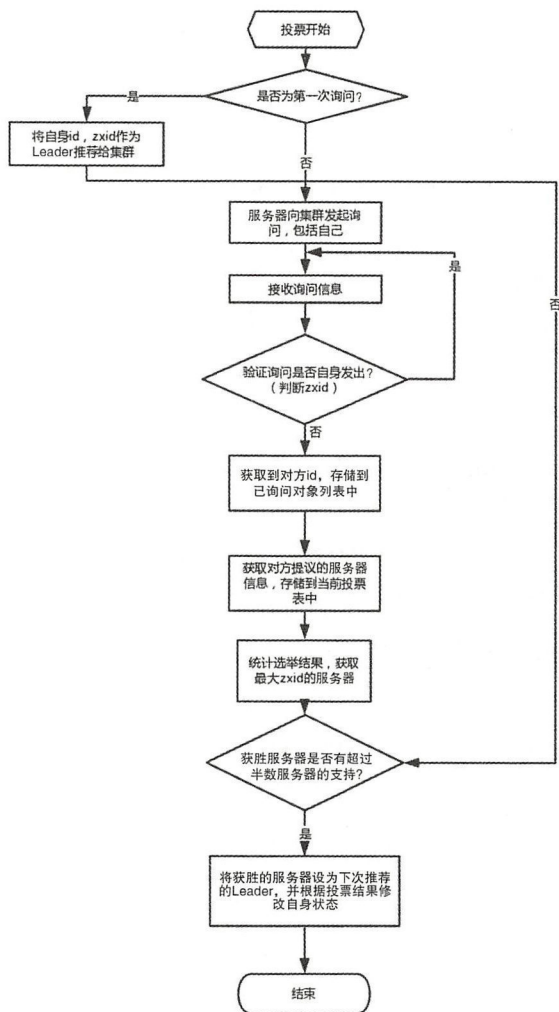 投票开始
是否为第一次询问?
是
将自身id，zxid作为
Leader推荐给集群
否
服务器向集群发起询
问，包括自己
是
否
接收询问信息
验证询问是否自身发出?
（判断zxid）
否
获取到对方id，存储到
已询问对象列表中
获取对方提议的服务器
信息，存储到当前投票
表中
统计选举结果，获取
最大zxid的服务器
获胜服务器是否有超过
半数服务器的支持?
是
将获胜的服务器设为下次推荐
的Leader，并根据投票结果修
改自身状态
结束